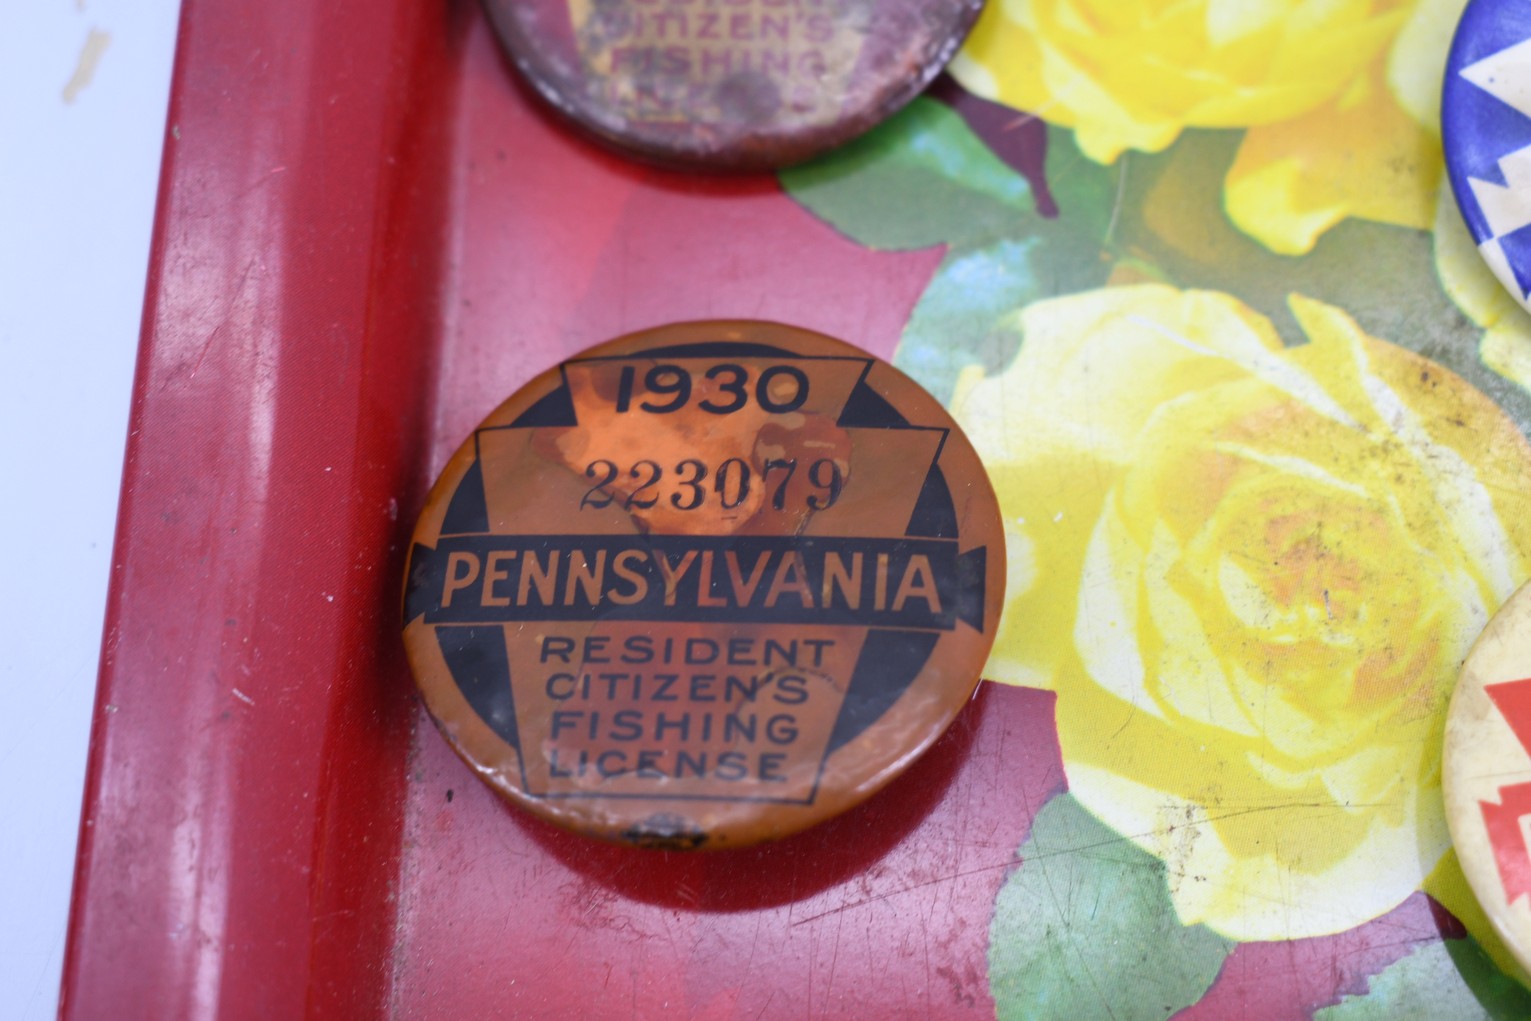 CITIZEN'S
FISHING
1930
223079
PENNSYLVANIA
RESIDENT
CITIZEN'S
FISHING
LICENSE